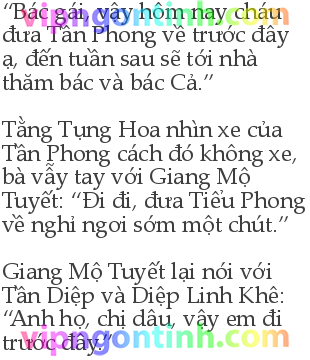 “Bác gái, vậy hôm nay cháu
đưa Tần Phong về trước đây
ạ, đến tuần sau sẽ tới nhà
thăm bác và bác Cả.”
Tằng Tụng Hoa nhìn xe của
Tần Phong cách đó không xe,
bà vẫy tay với Giang Mộ
Tuyết: “Đi đi, đưa Tiểu Phong
về nghỉ ngơi sớm một chút.”
Giang Mộ Tuyết lại nói với
Tần Diệp và Diệp Linh Khê:
“Anh họ, chị dâu, vậy em đi
trước đây.”
vipngontinh.com
vipngontinh.com